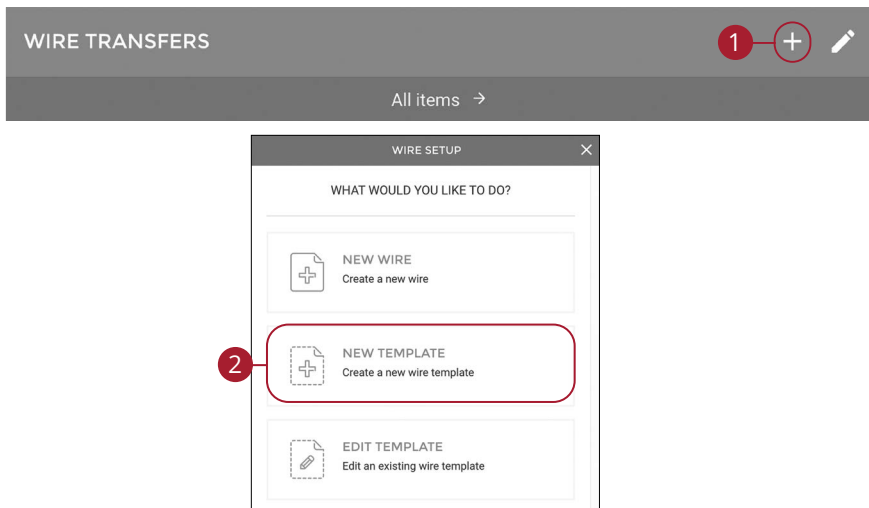 WIRE TRANSFERS
1
All items →
WIRE SETUP
WHAT WOULD YOU LIKE TO DO?
NEW WIRE
Create a new wire
2
NEW TEMPLATE
Create a new wire template
EDIT TEMPLATE
Edit an existing wire template